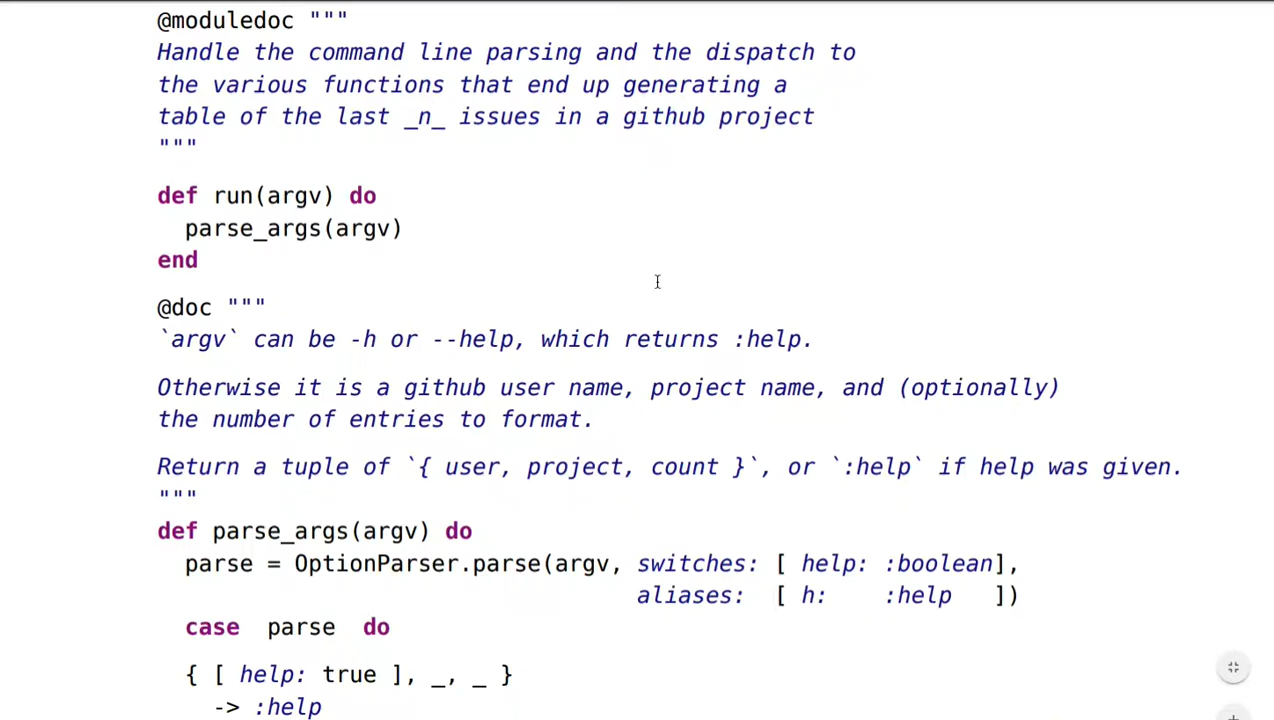 @moduledoc """
Handle the command line parsing and the dispatch to
the various functions that end up generating a
table of the last _n_ issues in a github project
"""
def run(argv) do
  parse_args(argv)
end
@doc """
`argv` can be -h or --help, which returns :help.
Otherwise it is a github user name, project name, and (optionally)
the number of entries to format.
Return a tuple of `{ user, project, count }`, or `:help` if help was given.
"""
def parse_args(argv) do
  parse = OptionParser.parse(argv, switches: [ help: :boolean],
                                   aliases:  [ h:    :help   ])
  case  parse  do
  { [ help: true ], _, _ }
    -> :help